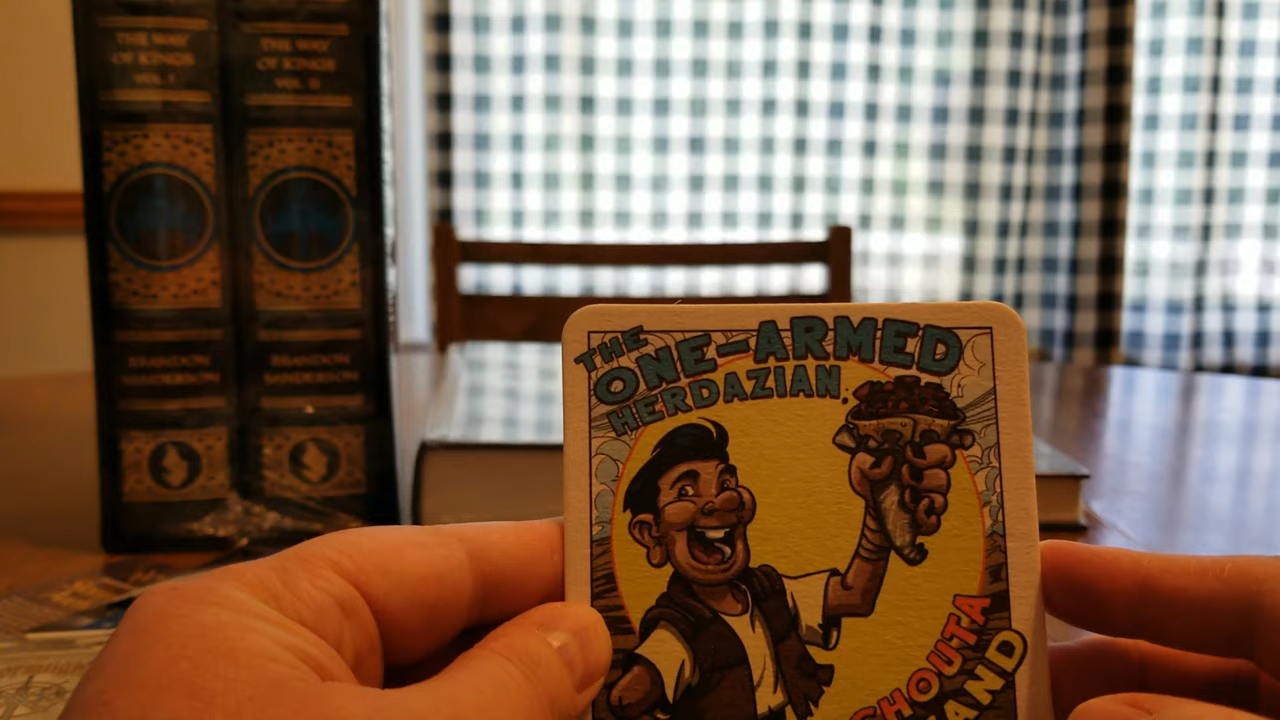 THE WAY
OF KINGS
VOL. I
BRANDON
SANDERSON
THE WAY
OF KINGS
VOL. II
BRANDON
SANDERSON
THE
ONE-ARMED
HERDAZIAN
CHOUTA